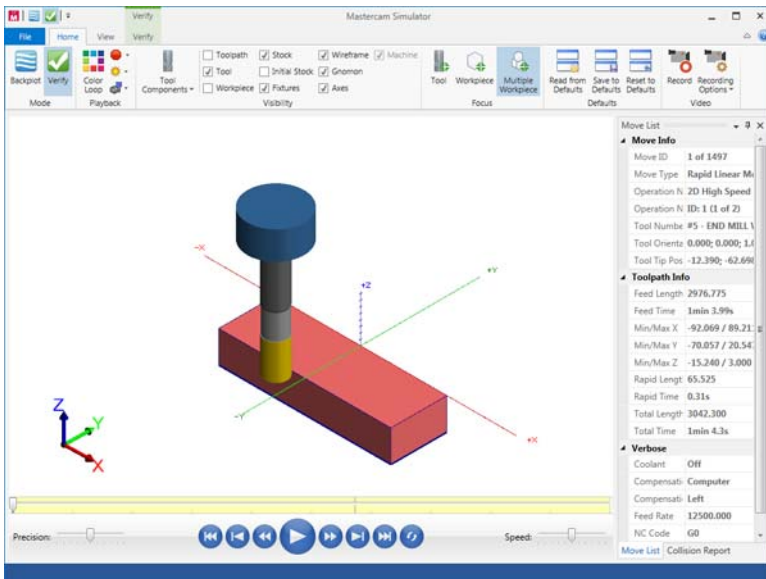 Verify
Mastercam Simulator
File Home View Verify
Backplot
Verify
Mode
Color Loop
Playback
Tool Components
Toolpath Stock Wireframe Machine
Tool Initial Stock Gnomon
Workpiece Fixtures Axes
Visibility
Tool
Workpiece
Multiple Workpiece
Focus
Read from Defaults
Save to Defaults
Reset to Defaults
Defaults
Record
Recording Options
Video
Move List
Move Info
Move ID 1 of 1497
Move Type Rapid Linear M
Operation N 2D High Speed
Operation N ID: 1 (1 of 2)
Tool Numbe #5 - END MILL
Tool Orienta 0.000; 0.000; 1.0
Tool Tip Pos -12.390; -62.698
Toolpath Info
Feed Length 2976.775
Feed Time 1min 3.99s
Min/Max X -92.069 / 89.21
Min/Max Y -70.057 / 20.54
Min/Max Z -15.240 / 3.000
Rapid Lengt 65.525
Rapid Time 0.31s
Total Length 3042.300
Total Time 1min 4.3s
Verbose
Coolant Off
Compensati Computer
Compensati Left
Feed Rate 12500.000
NC Code G0
Move List Collision Report
-X
+Y
+Z
-Y
+X
Z
Y
X
Precision:
Speed: